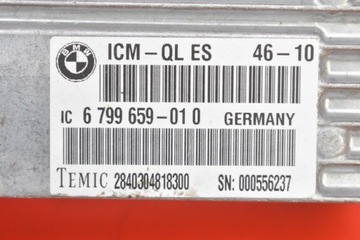 BMW ICM-QL ES 46-10
IC 6 799 659-01 0 GERMANY
TEMIC 2840304818300 SN: 000556237